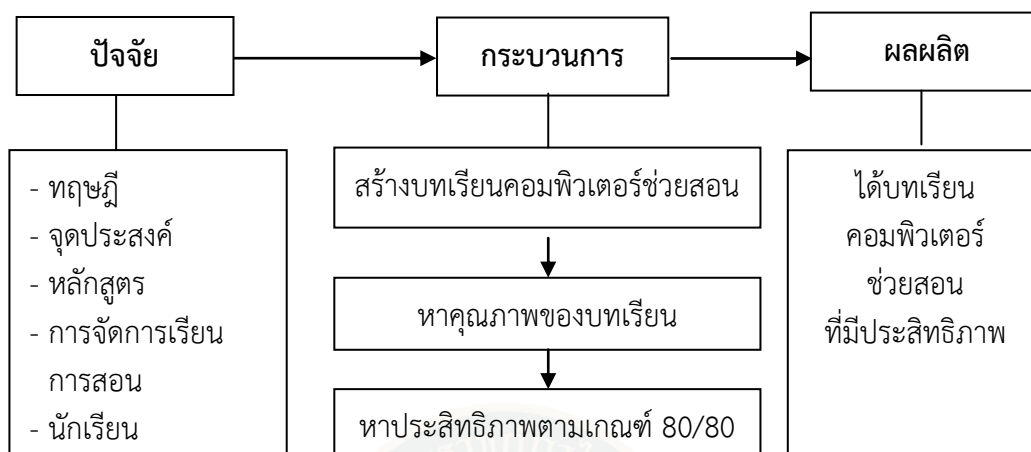 ปัจจัย
กระบวนการ
ผลผลิต
- ทฤษฎี
- จุดประสงค์
- หลักสูตร
- การจัดการเรียน
การสอน
- นักเรียน
สร้างบทเรียนคอมพิวเตอร์ช่วยสอน
หาคุณภาพของบทเรียน
หาประสิทธิภาพตามเกณฑ์ 80/80
ได้บทเรียน
คอมพิวเตอร์
ช่วยสอน
ที่มีประสิทธิภาพ